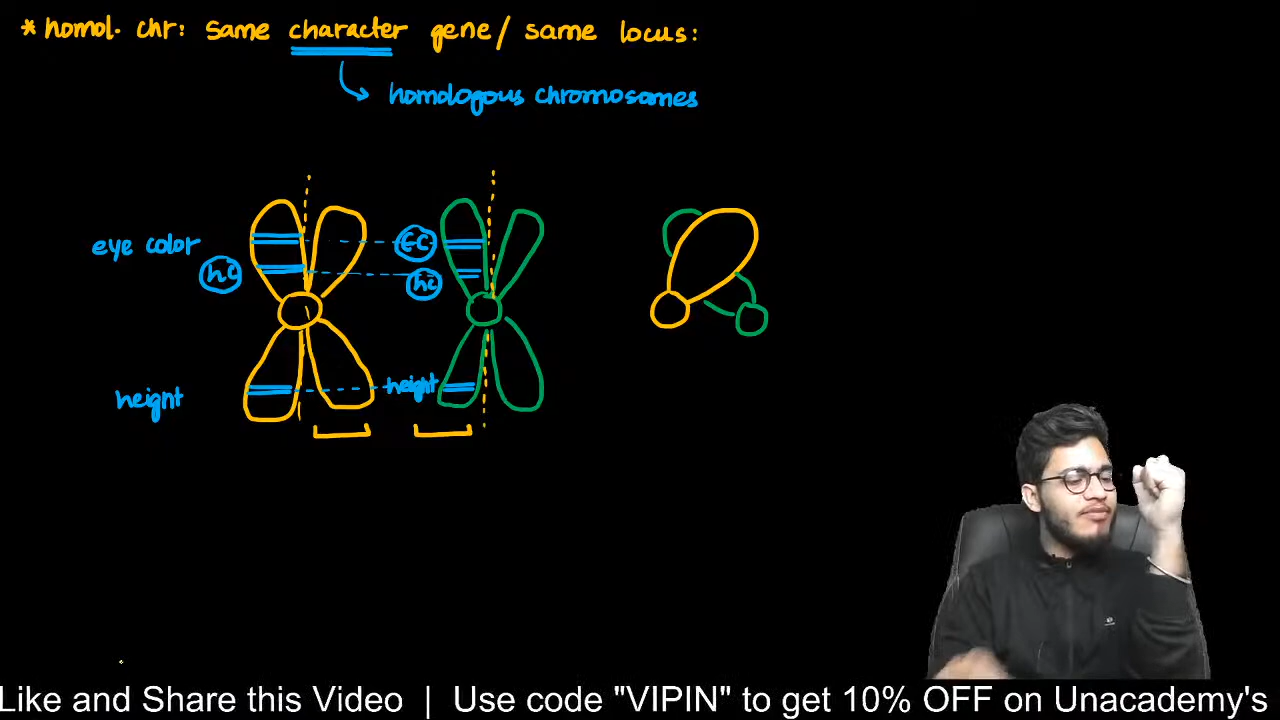 * homol. chr: same character gene/ same locus:
homologous chromosomes
eye color
EC
hc
hc
height
height
Like and Share this Video | Use code "VIPIN" to get 10% OFF on Unacademy's